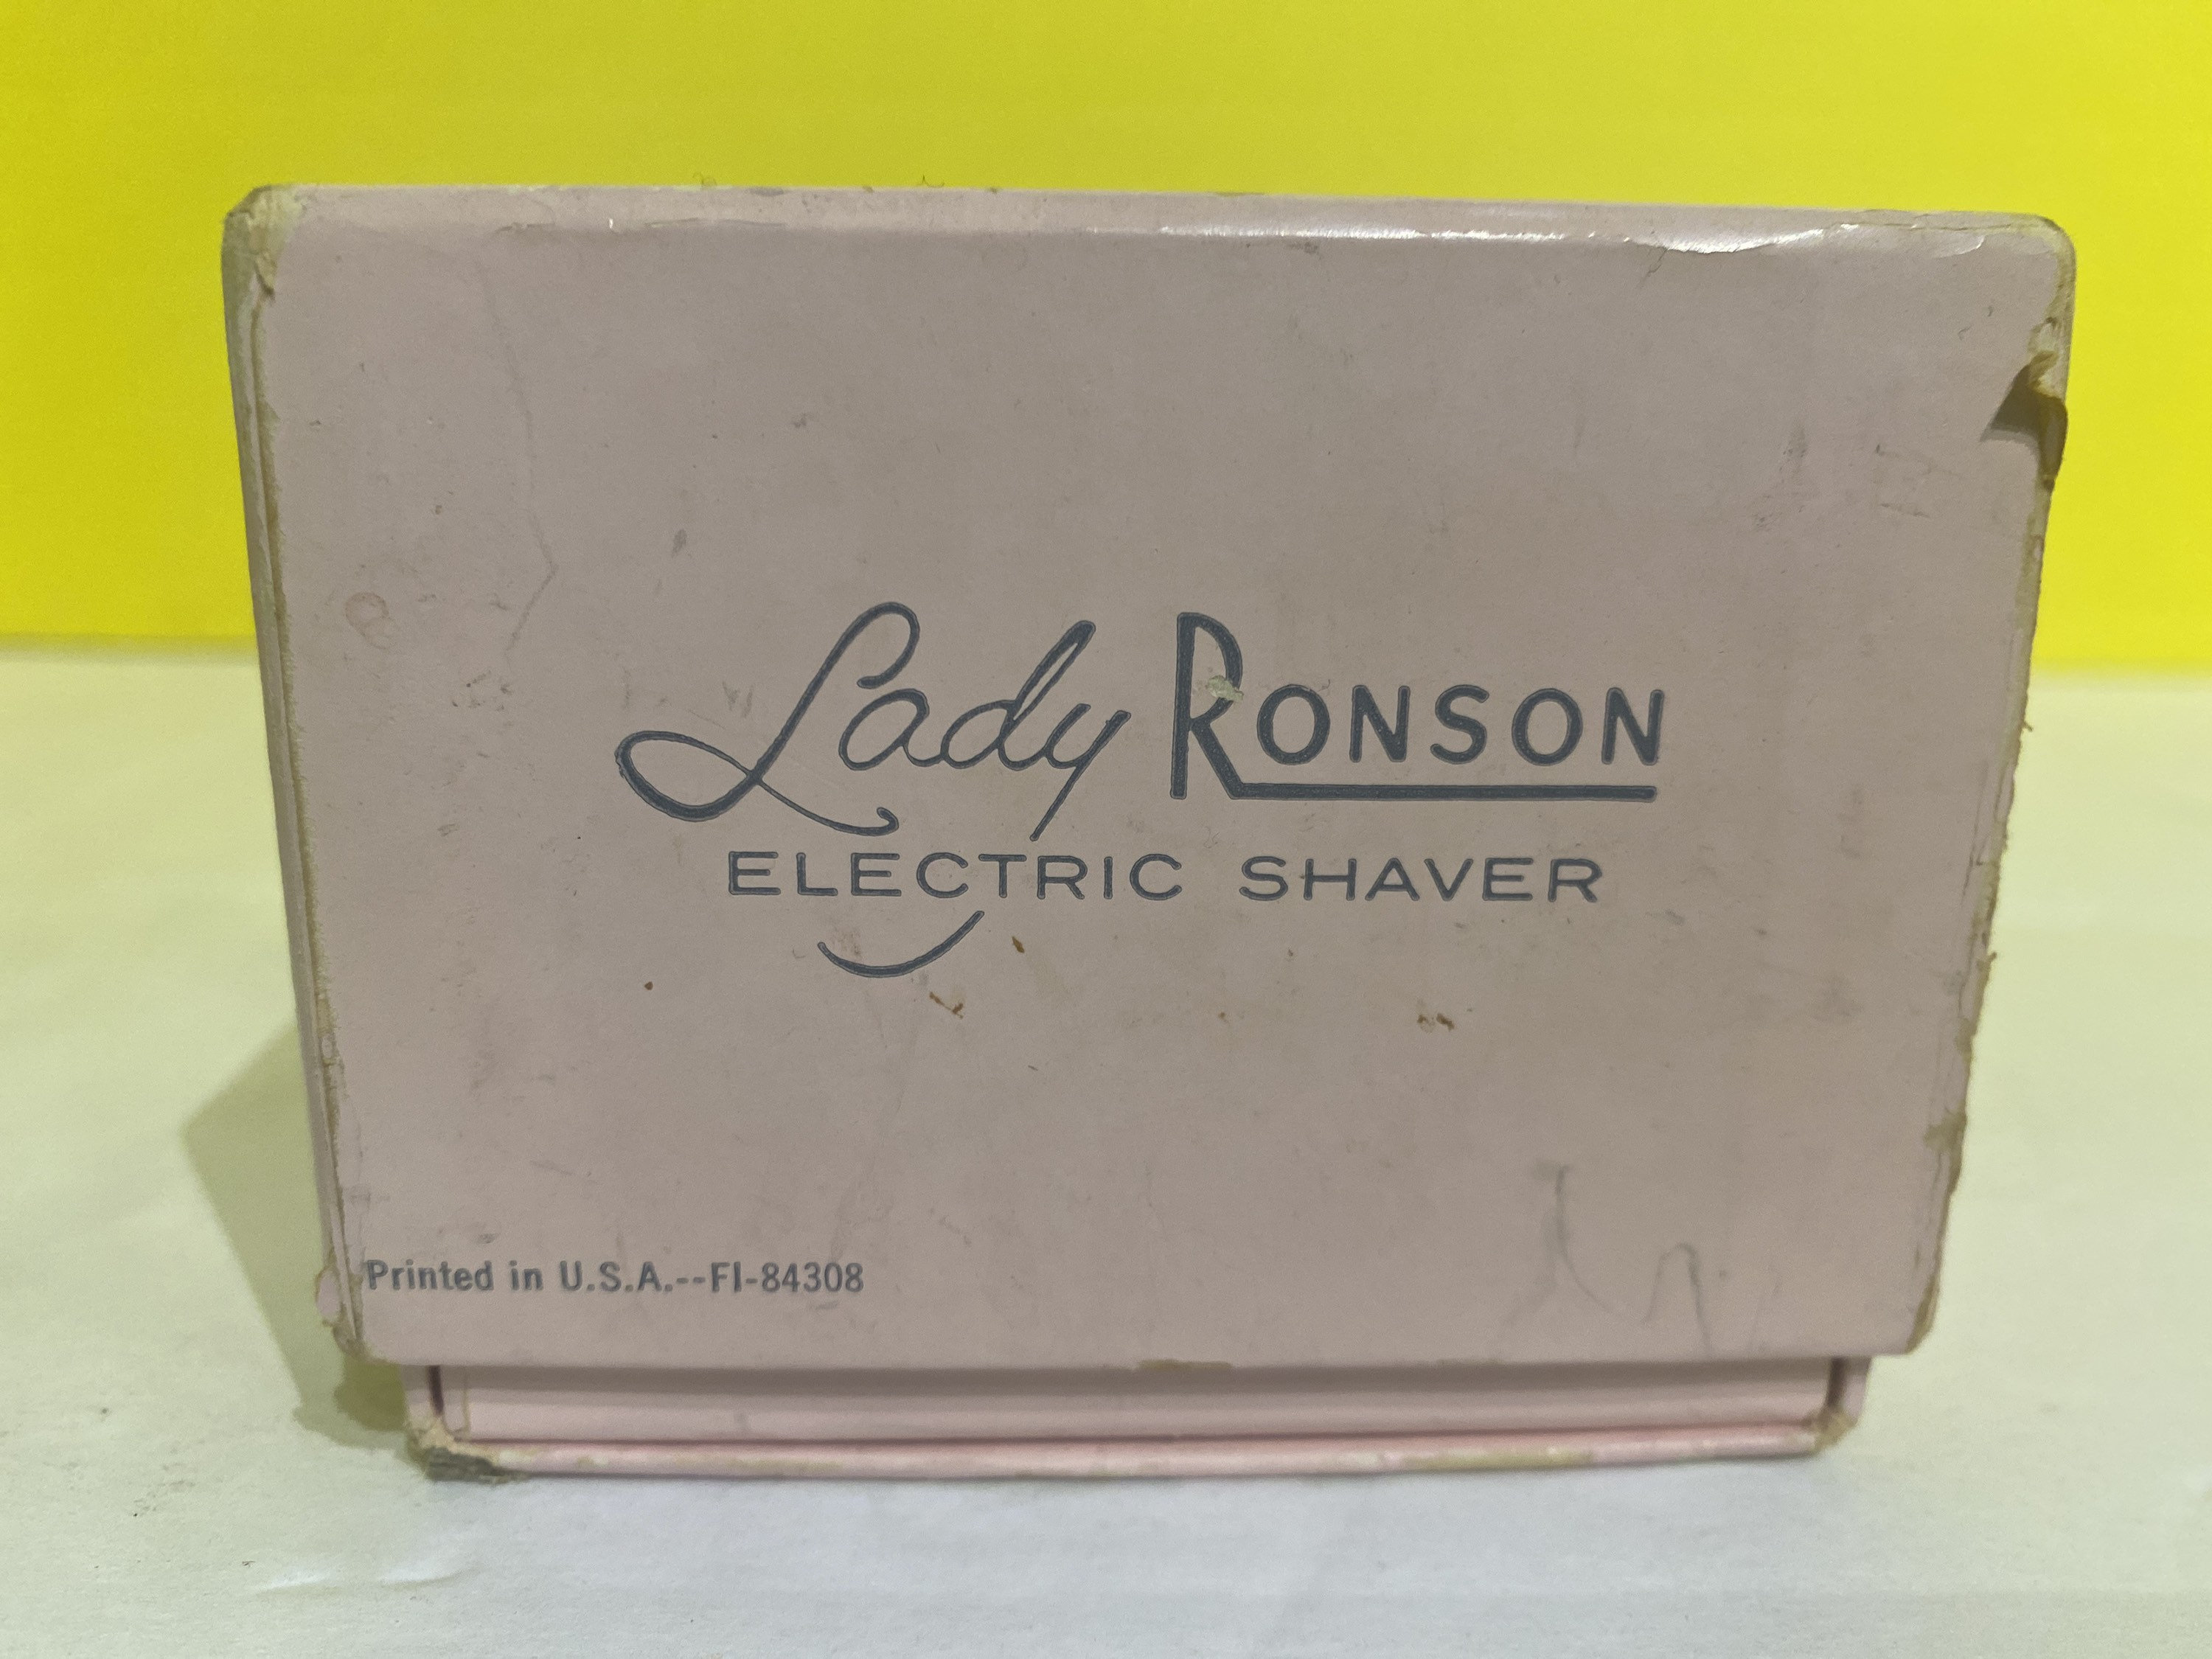 Lady RONSON
ELECTRIC SHAVER
Printed in U.S.A.--FI-84308